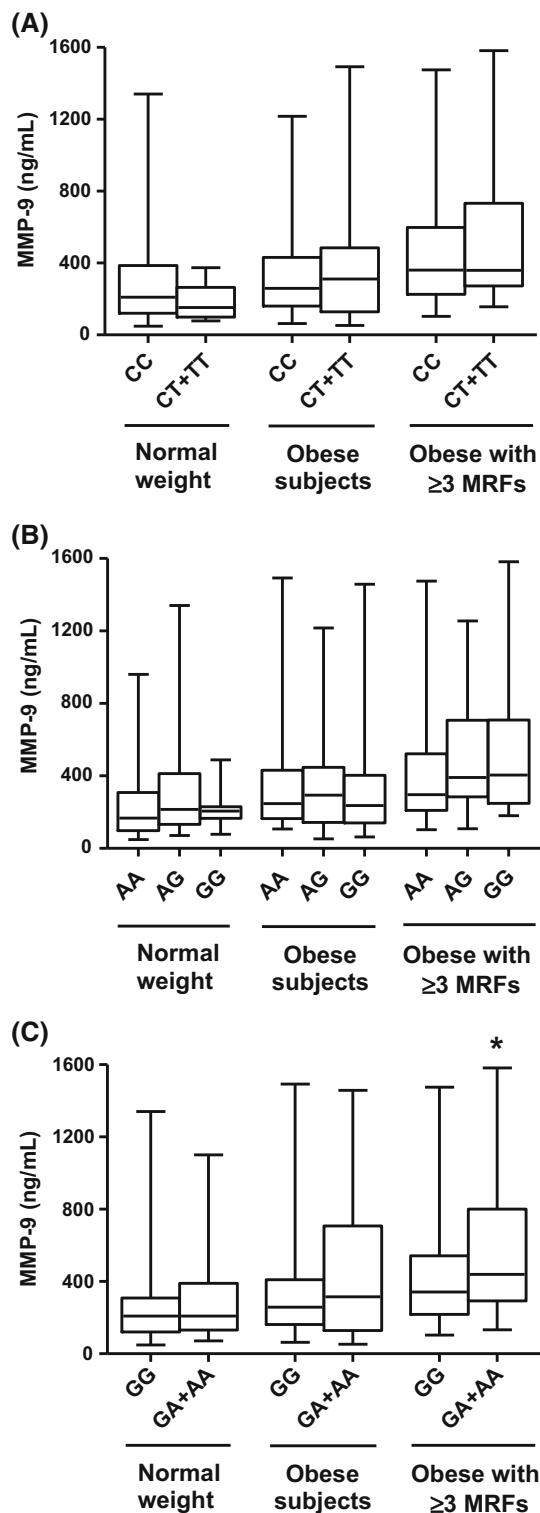 (A)
MMP-9 (ng/mL)
1600
1200
800
400
0
CC
CT+TT
CC
CT+TT
CC
CT+TT
Normal
weight
Obese
subjects
Obese with
≥3 MRFs
(B)
MMP-9 (ng/mL)
1600
1200
800
400
0
AA
AG
GG
AA
AG
GG
AA
AG
GG
Normal
weight
Obese
subjects
Obese with
≥3 MRFs
(C)
*
MMP-9 (ng/mL)
1600
1200
800
400
0
GG
GA+AA
GG
GA+AA
GG
GA+AA
Normal
weight
Obese
subjects
Obese with
≥3 MRFs